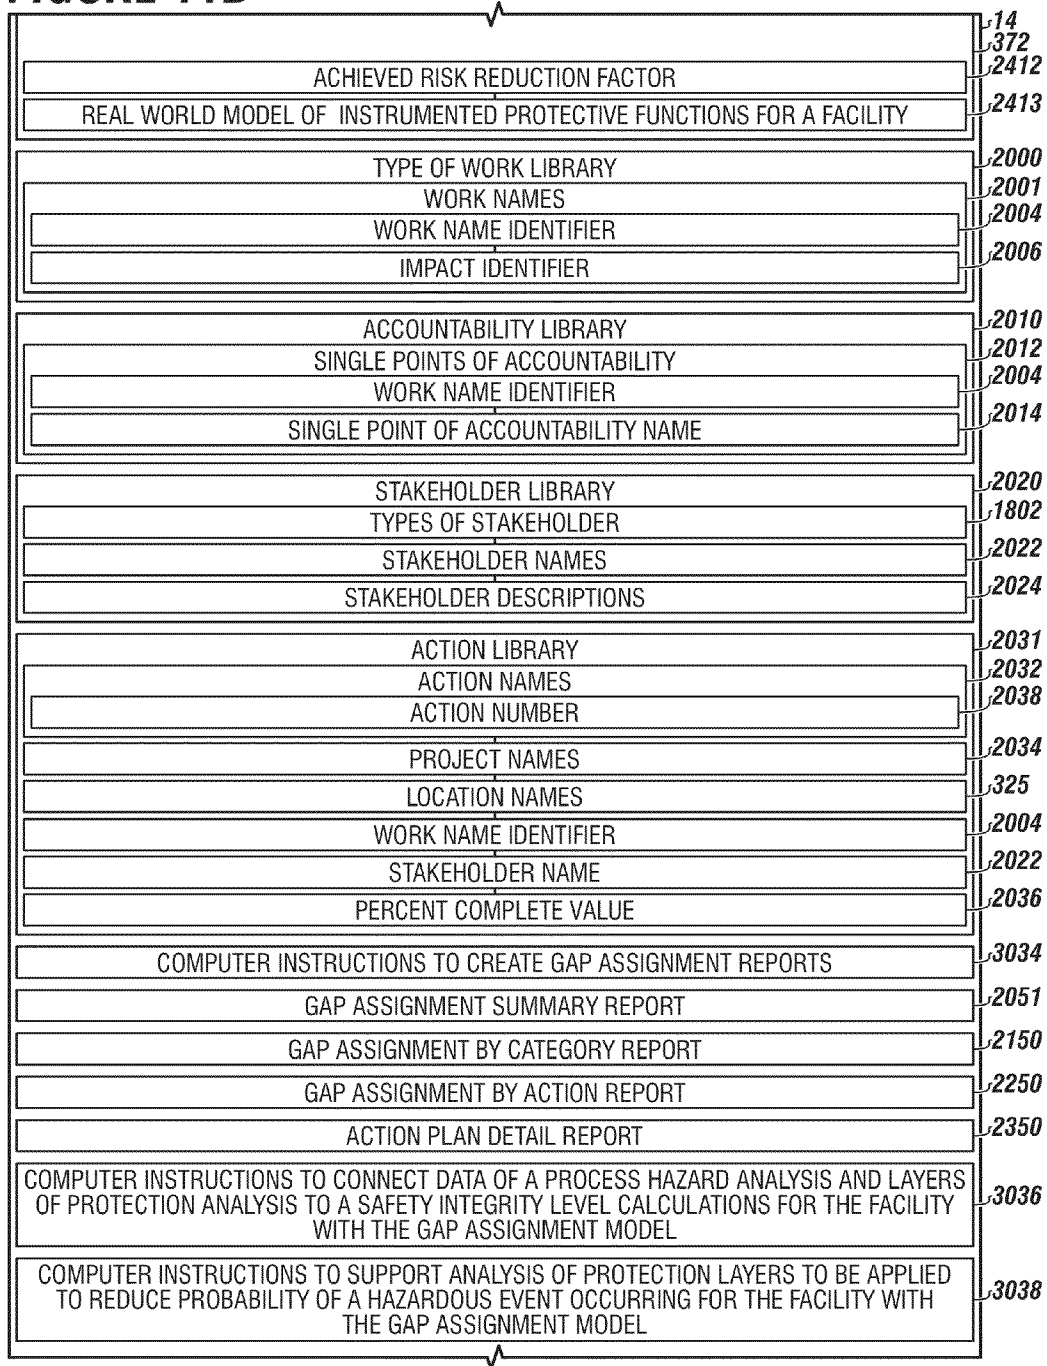 14
372
ACHIEVED RISK REDUCTION FACTOR 2412
REAL WORLD MODEL OF INSTRUMENTED PROTECTIVE FUNCTIONS FOR A FACILITY 2413
TYPE OF WORK LIBRARY 2000
WORK NAMES 2001
WORK NAME IDENTIFIER 2004
IMPACT IDENTIFIER 2006
ACCOUNTABILITY LIBRARY 2010
SINGLE POINTS OF ACCOUNTABILITY 2012
WORK NAME IDENTIFIER 2004
SINGLE POINT OF ACCOUNTABILITY NAME 2014
STAKEHOLDER LIBRARY 2020
TYPES OF STAKEHOLDER 1802
STAKEHOLDER NAMES 2022
STAKEHOLDER DESCRIPTIONS 2024
ACTION LIBRARY 2031
ACTION NAMES 2032
ACTION NUMBER 2038
PROJECT NAMES 2034
LOCATION NAMES 325
WORK NAME IDENTIFIER 2004
STAKEHOLDER NAME 2022
PERCENT COMPLETE VALUE 2036
COMPUTER INSTRUCTIONS TO CREATE GAP ASSIGNMENT REPORTS 3034
GAP ASSIGNMENT SUMMARY REPORT 2051
GAP ASSIGNMENT BY CATEGORY REPORT 2150
GAP ASSIGNMENT BY ACTION REPORT 2250
ACTION PLAN DETAIL REPORT 2350
COMPUTER INSTRUCTIONS TO CONNECT DATA OF A PROCESS HAZARD ANALYSIS AND LAYERS
OF PROTECTION ANALYSIS TO A SAFETY INTEGRITY LEVEL CALCULATIONS FOR THE FACILITY 3036
WITH THE GAP ASSIGNMENT MODEL
COMPUTER INSTRUCTIONS TO SUPPORT ANALYSIS OF PROTECTION LAYERS TO BE APPLIED
TO REDUCE PROBABILITY OF A HAZARDOUS EVENT OCCURRING FOR THE FACILITY WITH 3038
THE GAP ASSIGNMENT MODEL